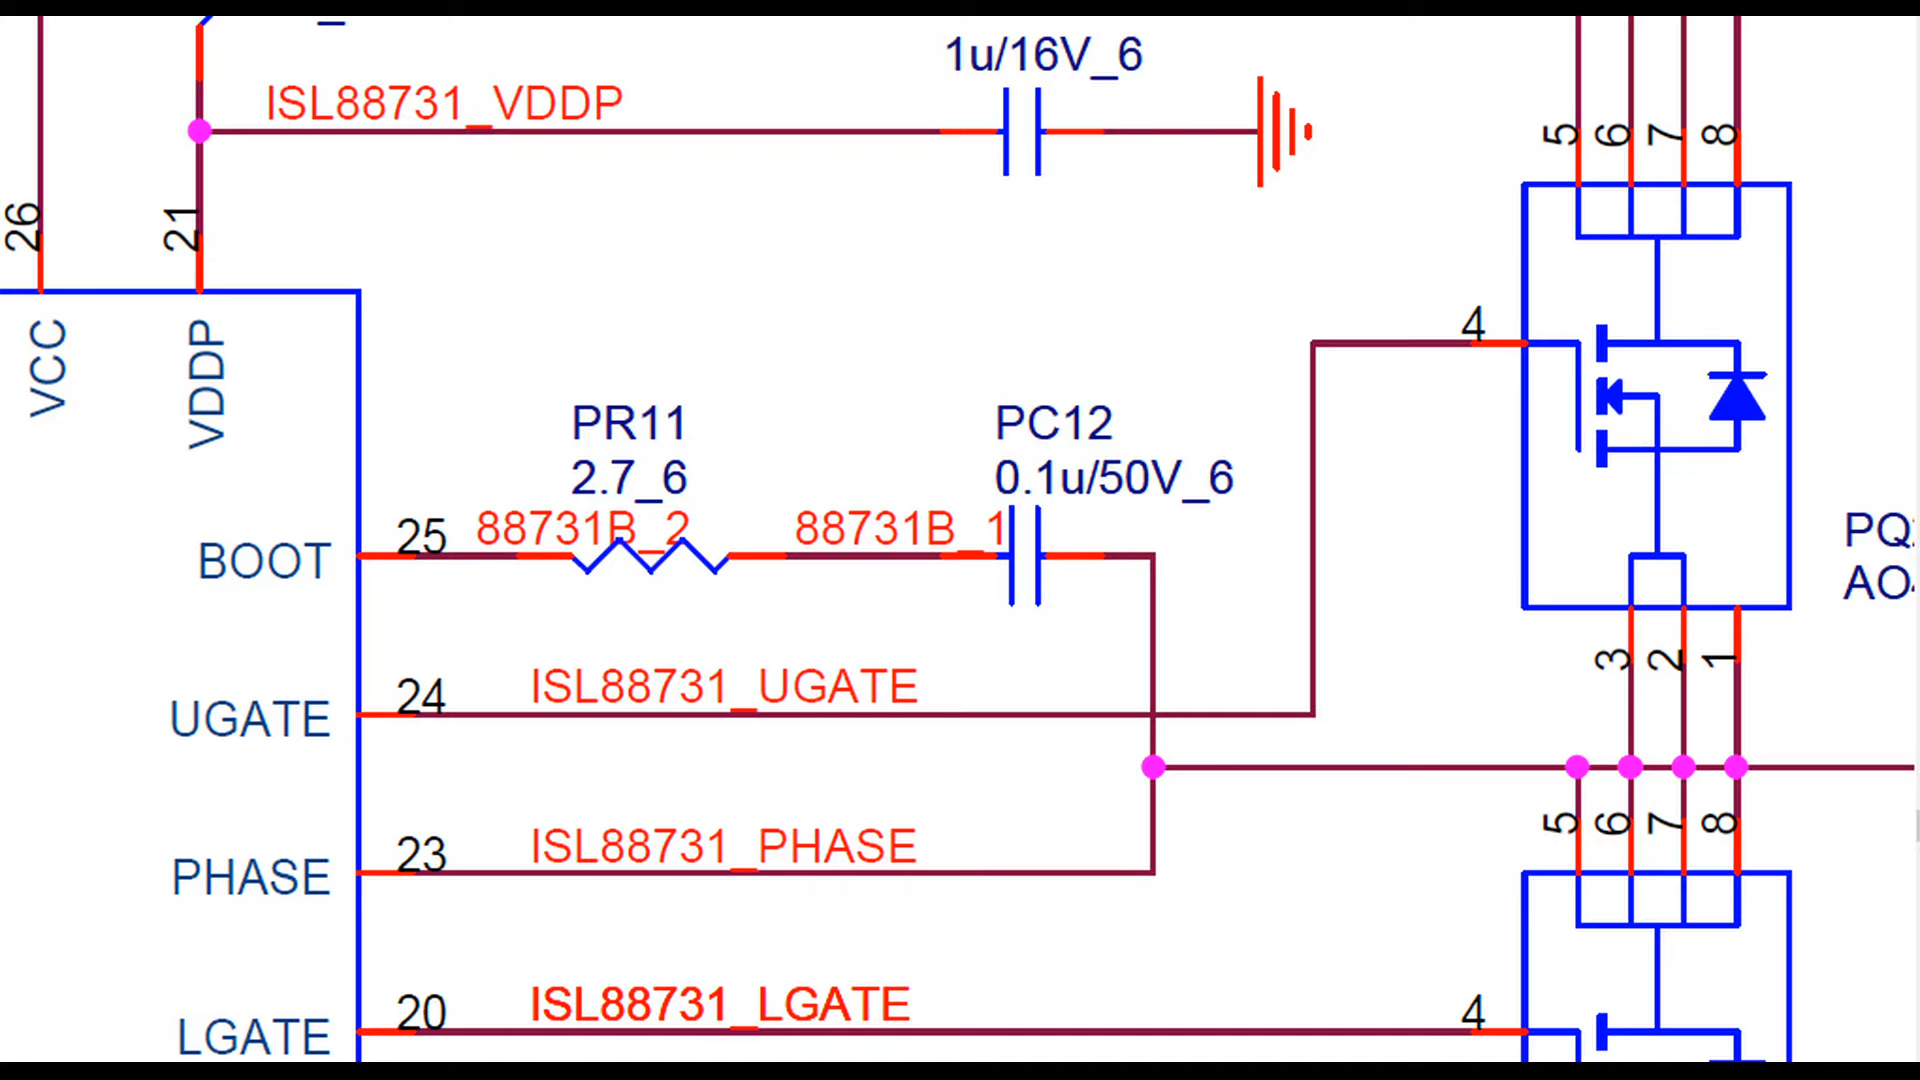 1u/16V_6
ISL88731_VDDP
5 6 7 8
26
21
VCC
VDDP
4
PR11
2.7_6
PC12
0.1u/50V_6
88731B_2
88731B_1
25
BOOT
PQ
AO
3 2 1
24
ISL88731_UGATE
UGATE
5 6 7 8
23
ISL88731_PHASE
PHASE
20
ISL88731_LGATE
4
LGATE